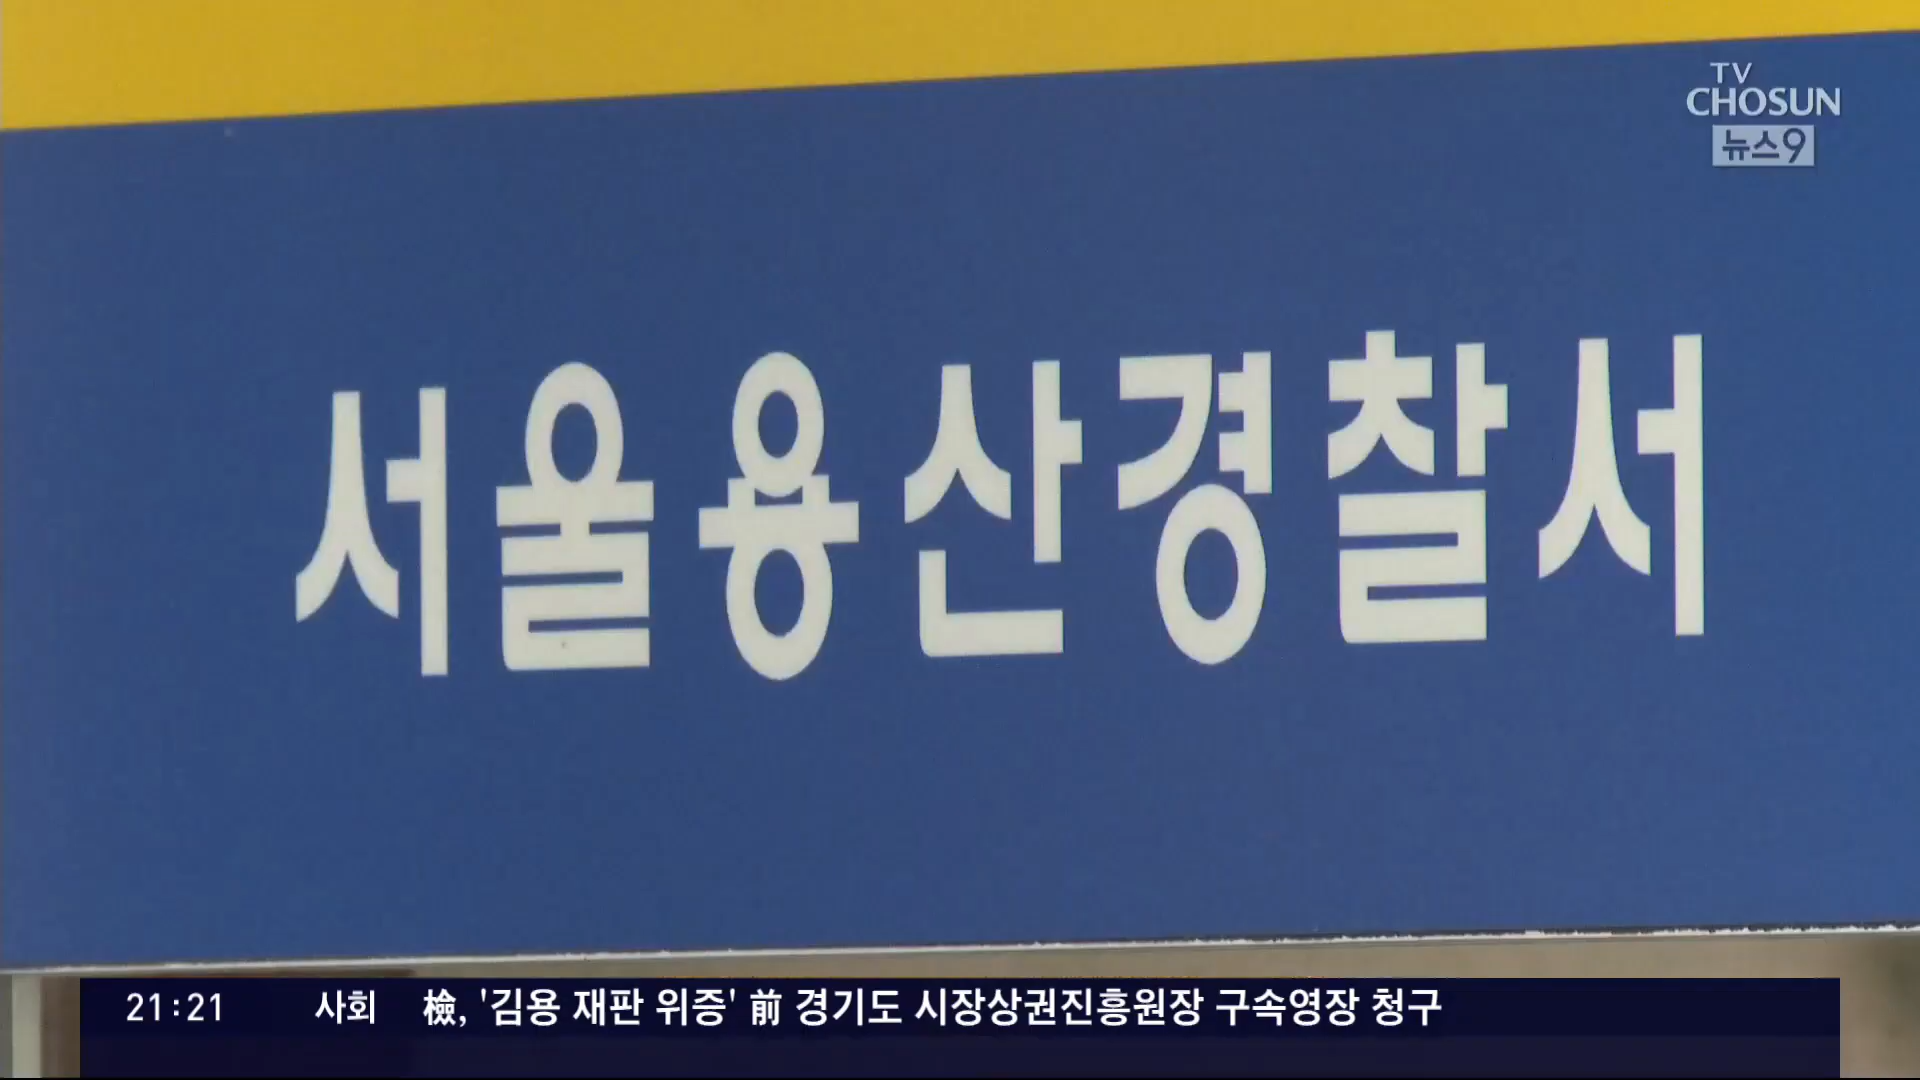 TV
CHOSUN
뉴스9
서울용산경찰서
21:21 사회 檢, '김용 재판 위증' 前 경기도 시장상권진흥원장 구속영장 청구